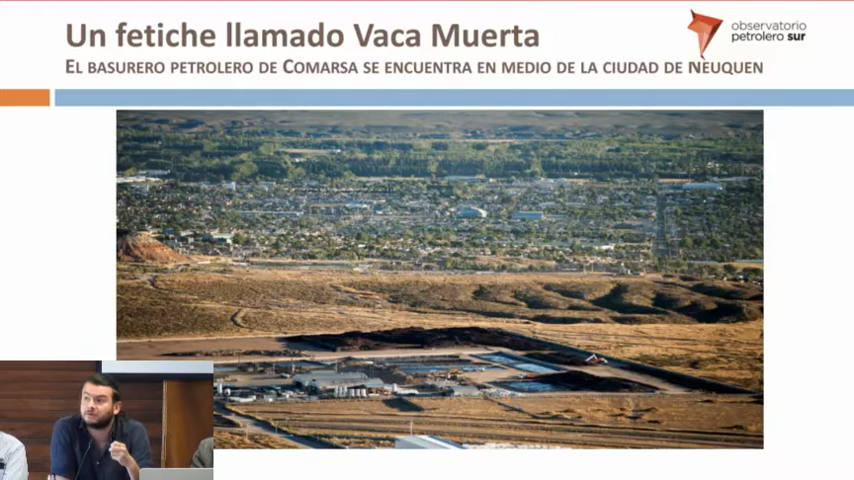 Un fetiche llamado Vaca Muerta
EL BASURERO PETROLERO DE COMARSA SE ENCUENTRA EN MEDIO DE LA CIUDAD DE NEUQUEN
observatorio
petrolero sur